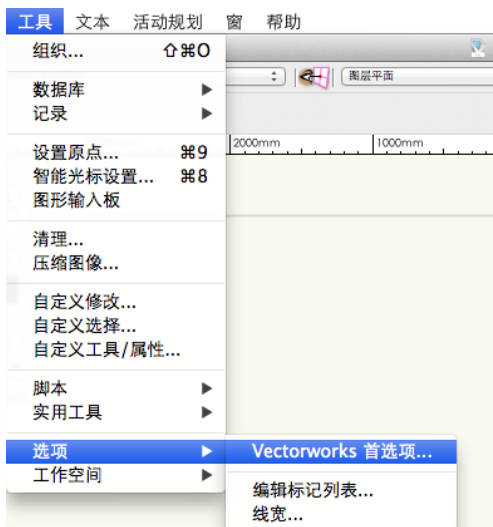 工具 文本 活动规划 窗 帮助
组织... ⇧⌘O
图层平面
数据库
记录
2000mm 1000mm
设置原点... ⌘9
智能光标设置... ⌘8
图形输入板
清理...
压缩图像...
自定义修改...
自定义选择...
自定义工具/属性...
脚本
实用工具
选项
Vectorworks 首选项...
工作空间
编辑标记列表...
线宽...